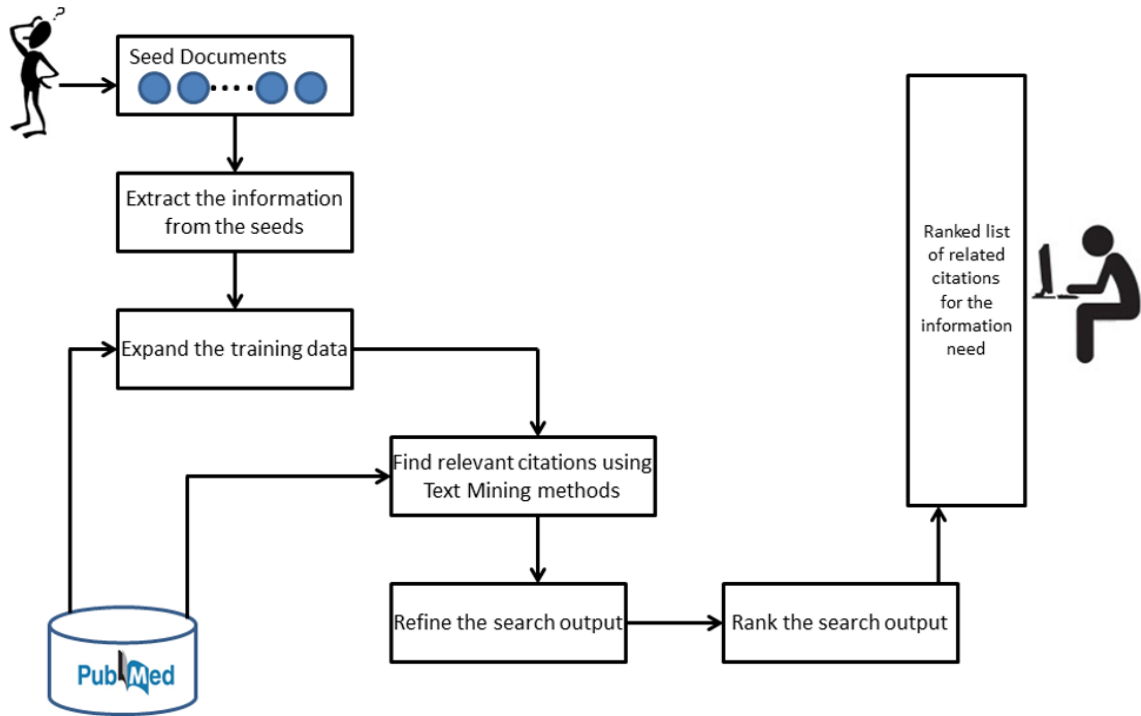 ?
Seed Documents
Extract the information
from the seeds
Expand the training data
Find relevant citations using
Text Mining methods
Refine the search output
Rank the search output
Ranked list
of related
citations
for the
information
need
PubMed